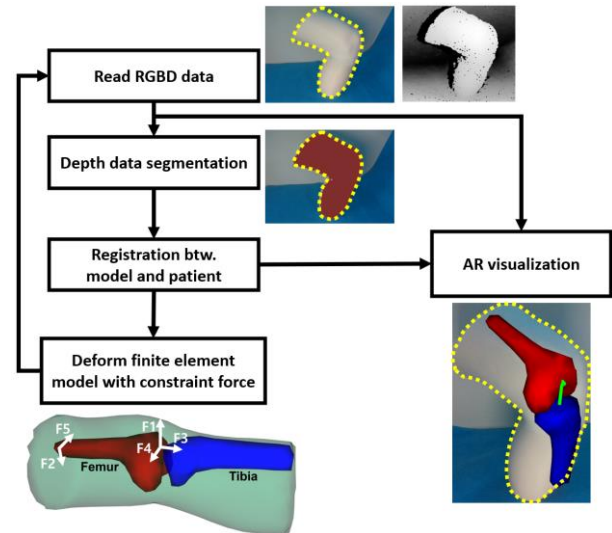 Read RGBD data
Depth data segmentation
Registration btw.
model and patient
AR visualization
Deform finite element
model with constraint force
F5
F1
F2
F4
F3
Femur
Tibia